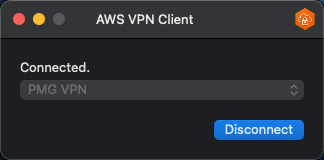 AWS VPN Client
Connected.
PMG VPN
Disconnect